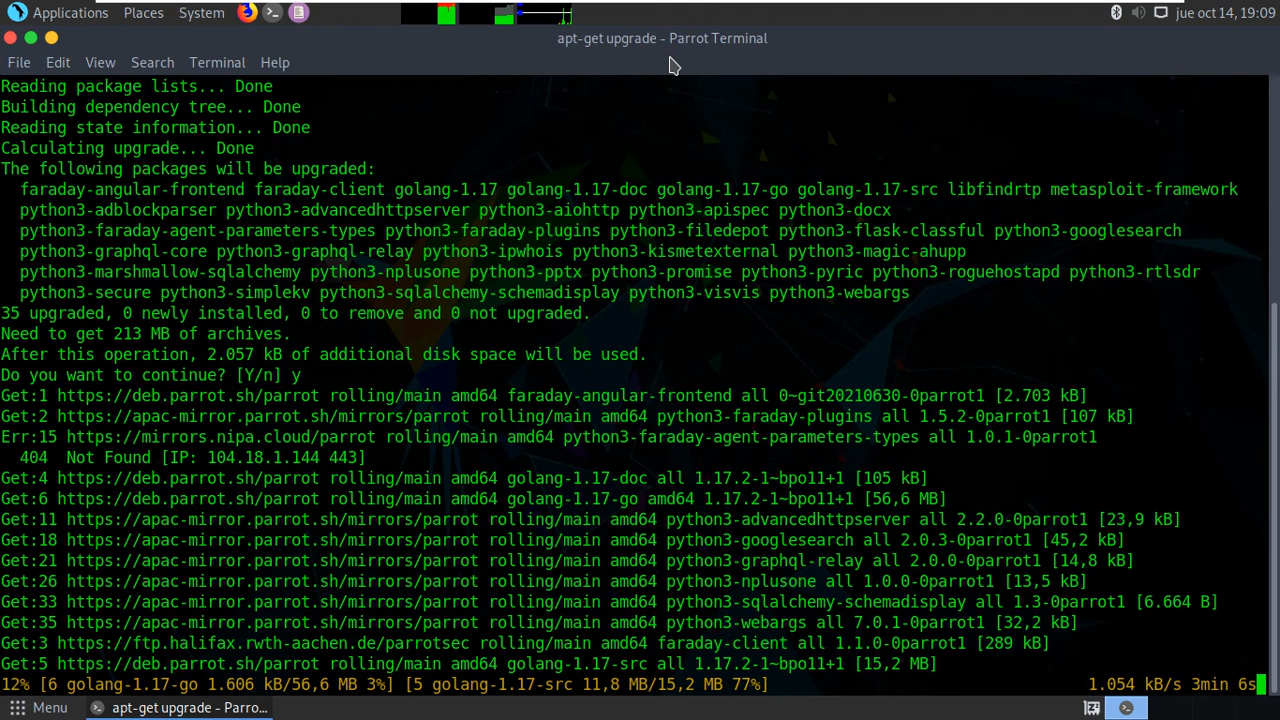 Applications Places System jue oct 14, 19:09
apt-get upgrade - Parrot Terminal
File Edit View Search Terminal Help
Reading package lists... Done
Building dependency tree... Done
Reading state information... Done
Calculating upgrade... Done
The following packages will be upgraded:
faraday-angular-frontend faraday-client golang-1.17 golang-1.17-doc golang-1.17-go golang-1.17-src libfindrtp metasploit-framework
python3-adblockparser python3-advancedhttpserver python3-aiohttp python3-apispec python3-docx
python3-faraday-agent-parameters-types python3-faraday-plugins python3-filedepot python3-flask-classful python3-googlesearch
python3-graphql-core python3-graphql-relay python3-ipwhois python3-kismetexternal python3-magic-ahupp
python3-marshmallow-sqlalchemy python3-nplusone python3-pptx python3-promise python3-pyric python3-roguehostapd python3-rtlsdr
python3-secure python3-simplekv python3-sqlalchemy-schemadisplay python3-visvis python3-webargs
35 upgraded, 0 newly installed, 0 to remove and 0 not upgraded.
Need to get 213 MB of archives.
After this operation, 2.057 kB of additional disk space will be used.
Do you want to continue? [Y/n] y
Get:1 https://deb.parrot.sh/parrot rolling/main amd64 faraday-angular-frontend all 0~git20210630-0parrot1 [2.703 kB]
Get:2 https://apac-mirror.parrot.sh/mirrors/parrot rolling/main amd64 python3-faraday-plugins all 1.5.2-0parrot1 [107 kB]
Err:15 https://mirrors.nipa.cloud/parrot rolling/main amd64 python3-faraday-agent-parameters-types all 1.0.1-0parrot1
404 Not Found [IP: 104.18.1.144 443]
Get:4 https://deb.parrot.sh/parrot rolling/main amd64 golang-1.17-doc all 1.17.2-1~bpo11+1 [105 kB]
Get:6 https://deb.parrot.sh/parrot rolling/main amd64 golang-1.17-go amd64 1.17.2-1~bpo11+1 [56,6 MB]
Get:11 https://apac-mirror.parrot.sh/mirrors/parrot rolling/main amd64 python3-advancedhttpserver all 2.2.0-0parrot1 [23,9 kB]
Get:18 https://apac-mirror.parrot.sh/mirrors/parrot rolling/main amd64 python3-googlesearch all 2.0.3-0parrot1 [45,2 kB]
Get:21 https://apac-mirror.parrot.sh/mirrors/parrot rolling/main amd64 python3-graphql-relay all 2.0.0-0parrot1 [14,8 kB]
Get:26 https://apac-mirror.parrot.sh/mirrors/parrot rolling/main amd64 python3-nplusone all 1.0.0-0parrot1 [13,5 kB]
Get:33 https://apac-mirror.parrot.sh/mirrors/parrot rolling/main amd64 python3-sqlalchemy-schemadisplay all 1.3-0parrot1 [6.664 B]
Get:35 https://apac-mirror.parrot.sh/mirrors/parrot rolling/main amd64 python3-webargs all 7.0.1-0parrot1 [32,2 kB]
Get:3 https://ftp.halifax.rwth-aachen.de/parrotsec rolling/main amd64 faraday-client all 1.1.0-0parrot1 [289 kB]
Get:5 https://deb.parrot.sh/parrot rolling/main amd64 golang-1.17-src all 1.17.2-1~bpo11+1 [15,2 MB]
12% [6 golang-1.17-go 1.606 kB/56,6 MB 3%] [5 golang-1.17-src 11,8 MB/15,2 MB 77%] 1.054 kB/s 3min 6s
Menu apt-get upgrade - Parro...